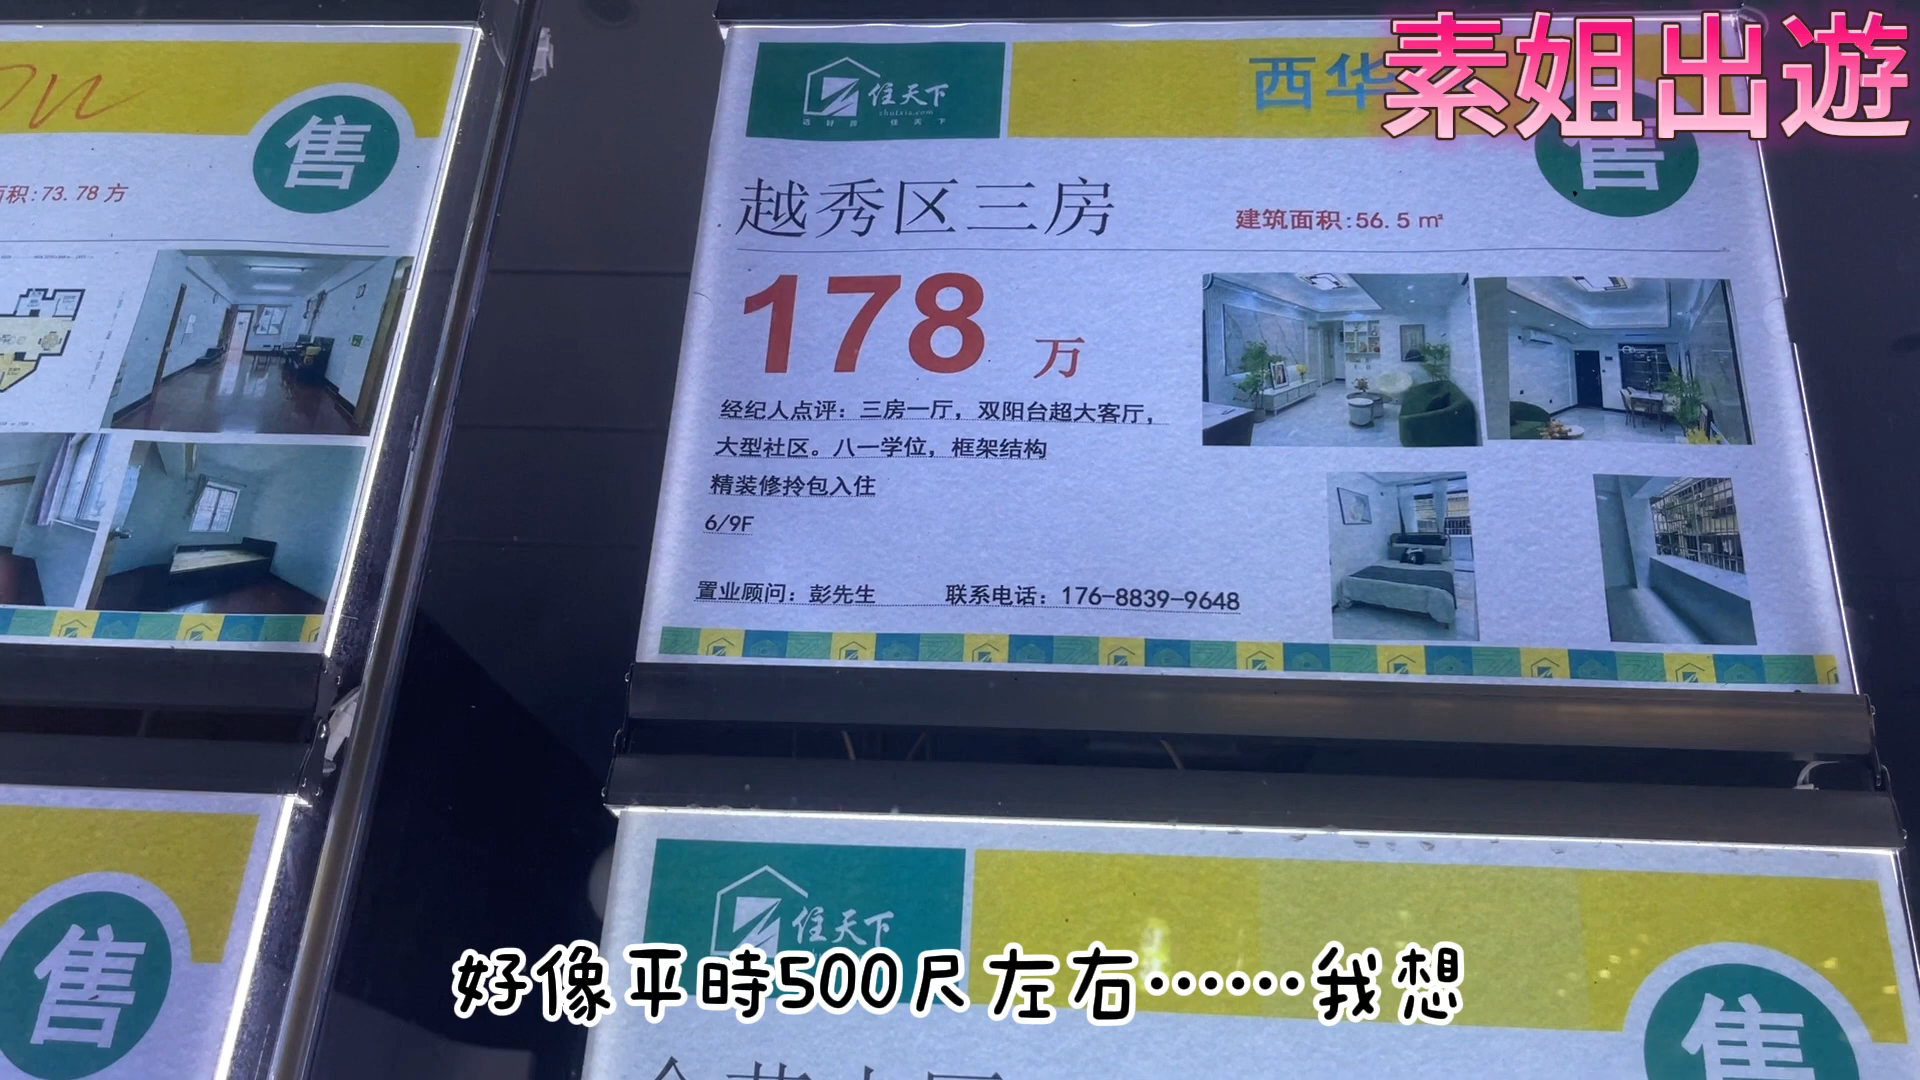 素姐出遊
售
面积:73.78方
住天下
西华
售
越秀区三房
建筑面积:56.5㎡
178万
经纪人点评：三房一厅，双阳台超大客厅，
大型社区。八一学位，框架结构
精装修拎包入住
6/9F
置业顾问：彭先生 联系电话：176-8839-9648
售
住天下
售
好像平時500尺左右……我想